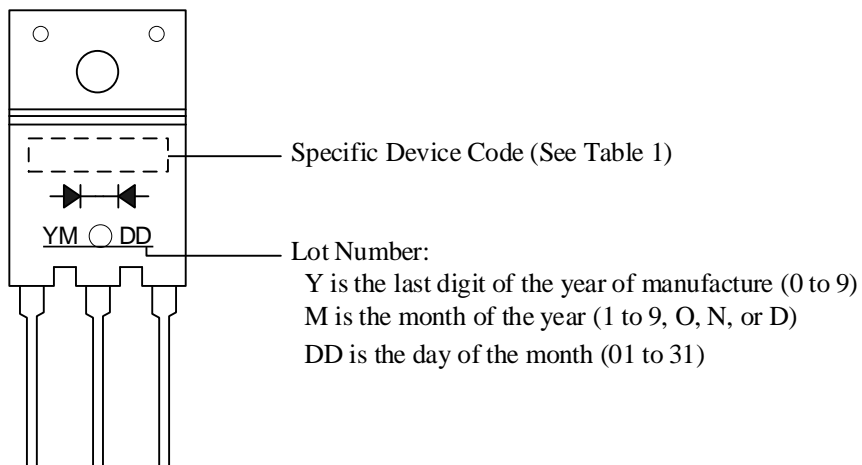 Specific Device Code (See Table 1)
YM DD
Lot Number:
Y is the last digit of the year of manufacture (0 to 9)
M is the month of the year (1 to 9, O, N, or D)
DD is the day of the month (01 to 31)